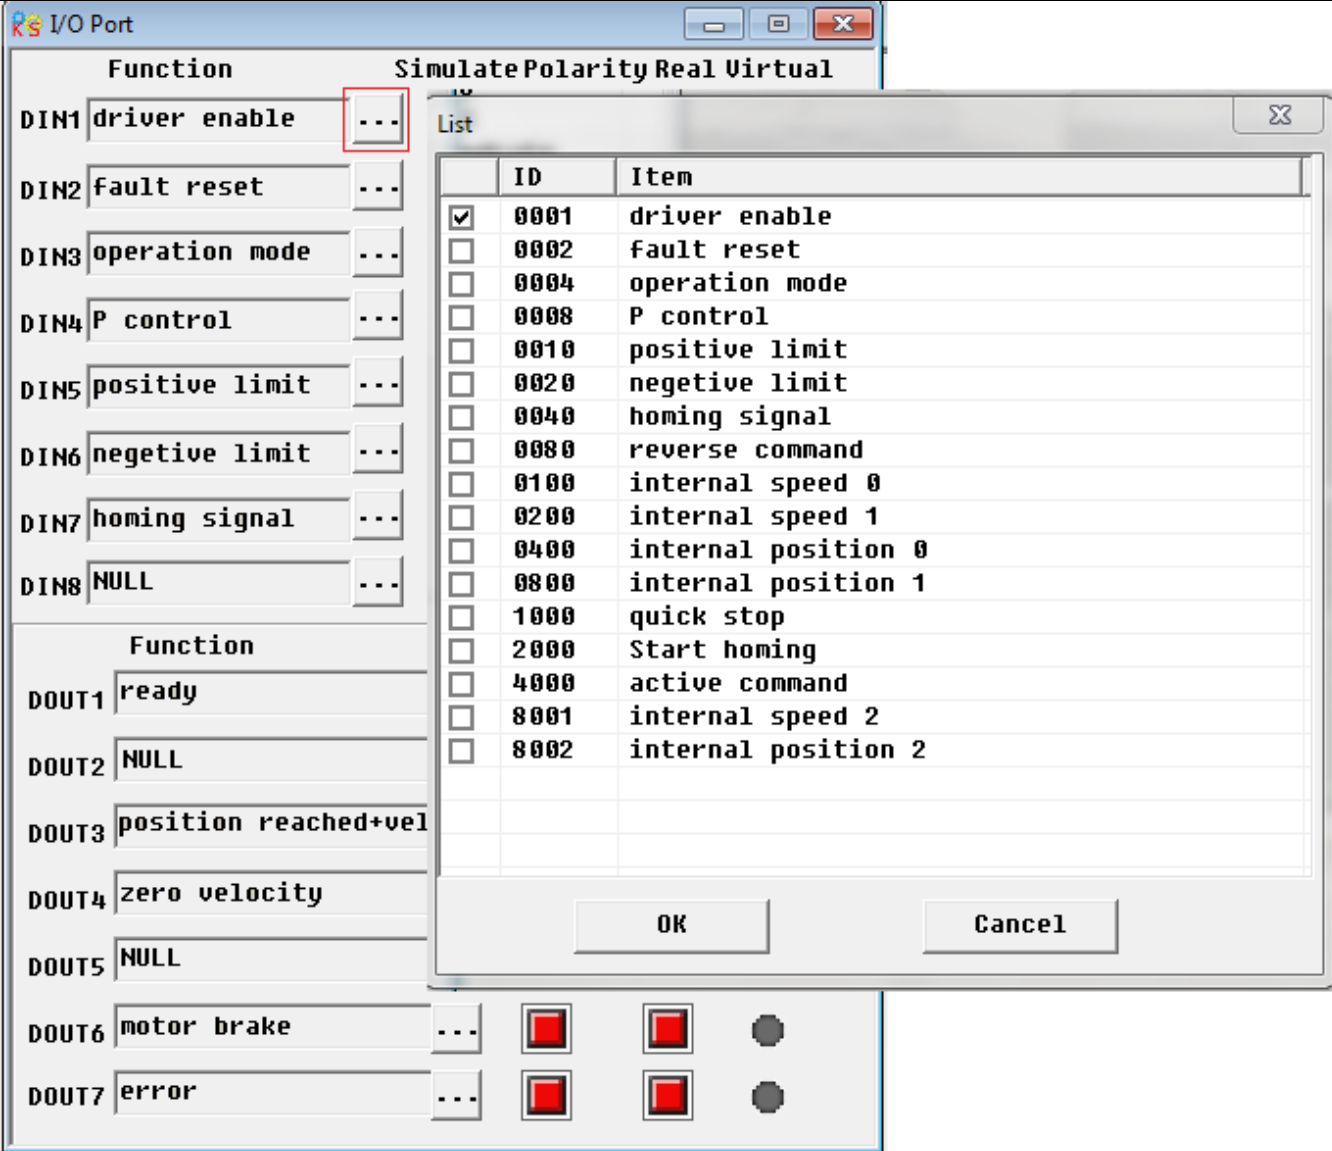 I/O Port
Function Simulate Polarity Real Virtual
DIN1 driver enable ...
DIN2 fault reset ...
DIN3 operation mode ...
DIN4 P control ...
DIN5 positive limit ...
DIN6 negetive limit ...
DIN7 homing signal ...
DIN8 NULL ...
Function
DOUT1 ready
DOUT2 NULL
DOUT3 position reached+vel
DOUT4 zero velocity
DOUT5 NULL
DOUT6 motor brake ...
DOUT7 error ...
List
ID Item
0001 driver enable
0002 fault reset
0004 operation mode
0008 P control
0010 positive limit
0020 negetive limit
0040 homing signal
0080 reverse command
0100 internal speed 0
0200 internal speed 1
0400 internal position 0
0800 internal position 1
1000 quick stop
2000 Start homing
4000 active command
8001 internal speed 2
8002 internal position 2
OK Cancel